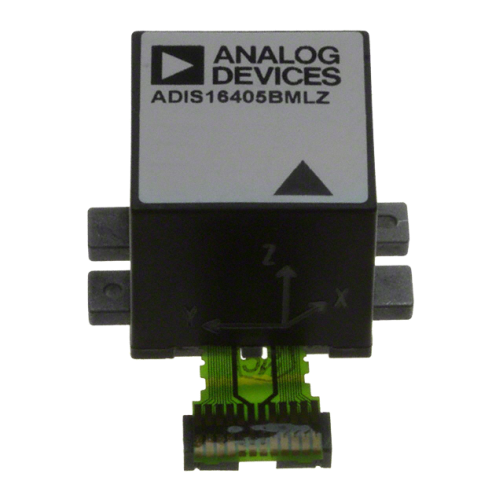 ANALOG
DEVICES
ADIS16405BMLZ
Z
X
Y